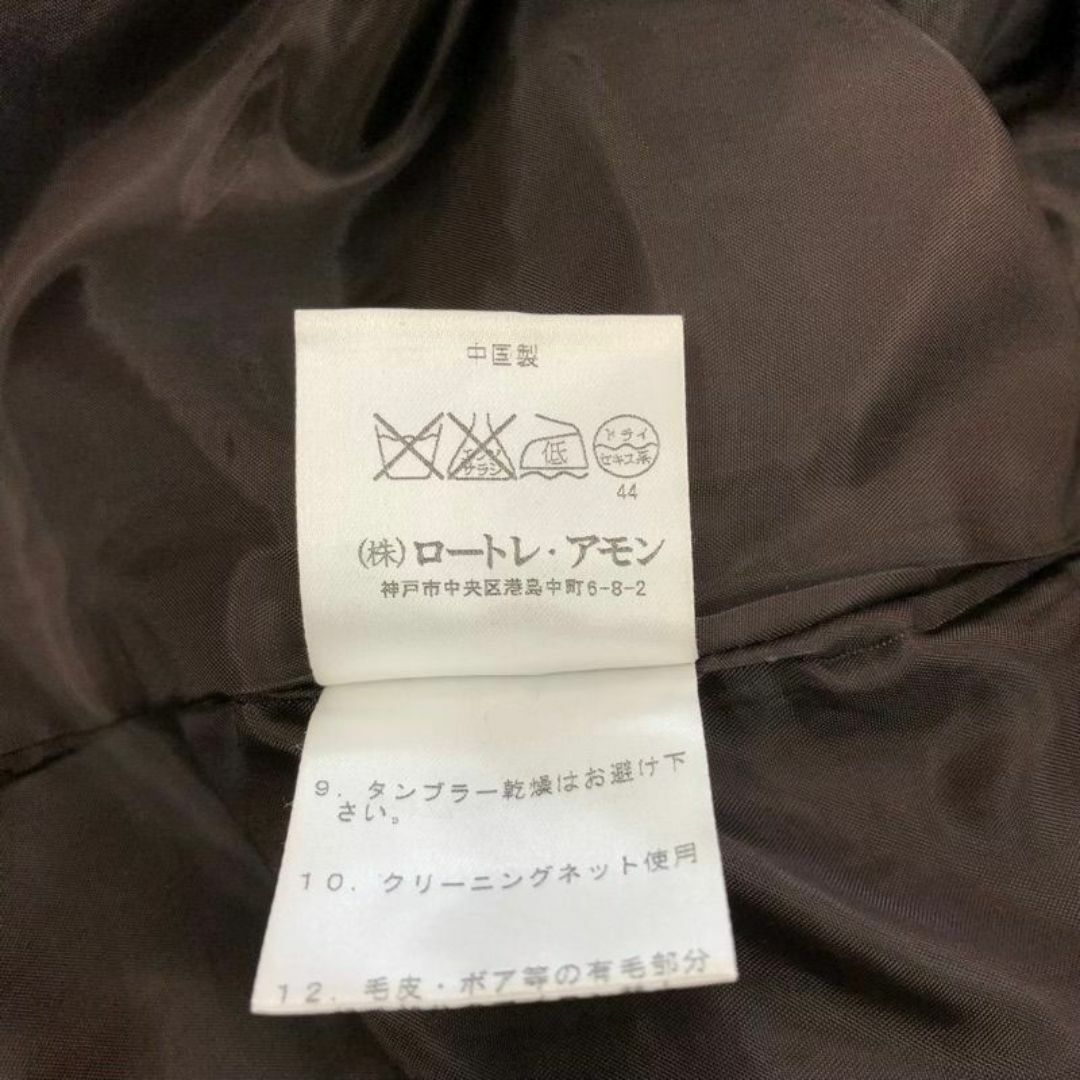 中国製
エンソ
サラシ
低
ドライ
セキユ系
44
(株)ロートレ・アモン
神戸市中央区港島中町6-8-2
9. タンブラー乾燥はお避け下
さい。
10. クリーニングネット使用
12. 毛皮・ボア等の有毛部分